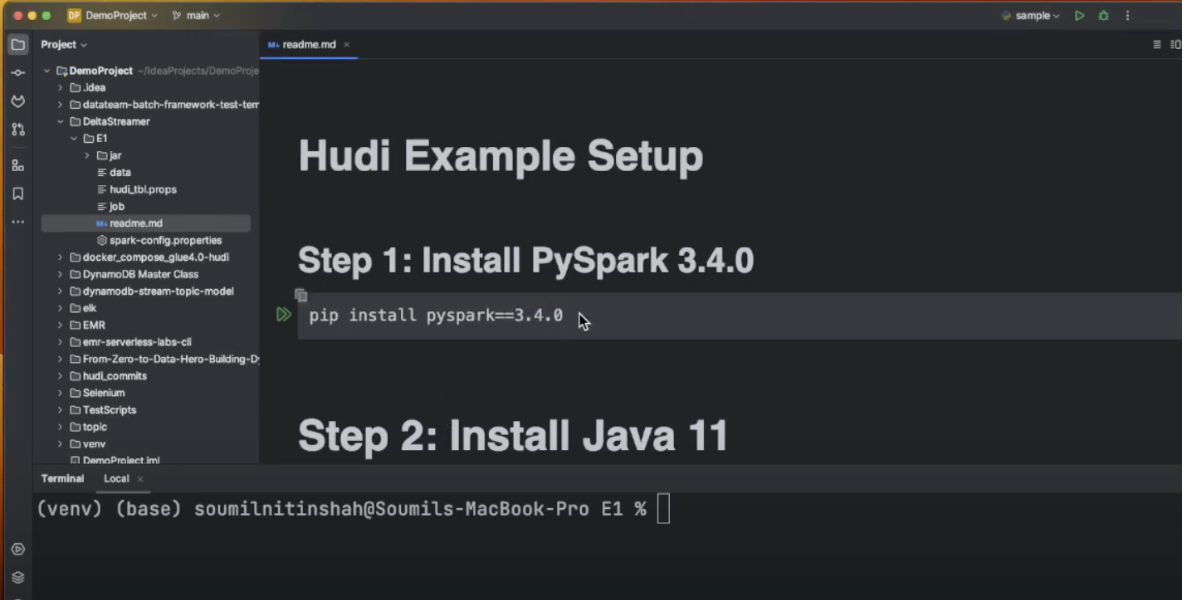 DP DemoProject main sample
Project
readme.md
DemoProject ~/IdeaProjects/DemoProje
.idea
datateam-batch-framework-test-tem
DeltaStreamer
E1
jar
data
hudi_tbl.props
job
readme.md
spark-config.properties
docker_compose_glue4.0-hudi
DynamoDB Master Class
dynamodb-stream-topic-model
elk
EMR
emr-serverless-labs-cli
From-Zero-to-Data-Hero-Building-Dy
hudi_commits
Selenium
TestScripts
topic
venv
DemoProject.iml
Hudi Example Setup
Step 1: Install PySpark 3.4.0
pip install pyspark==3.4.0
Step 2: Install Java 11
Terminal Local
(venv) (base) soumilnitinshah@Soumils-MacBook-Pro E1 %